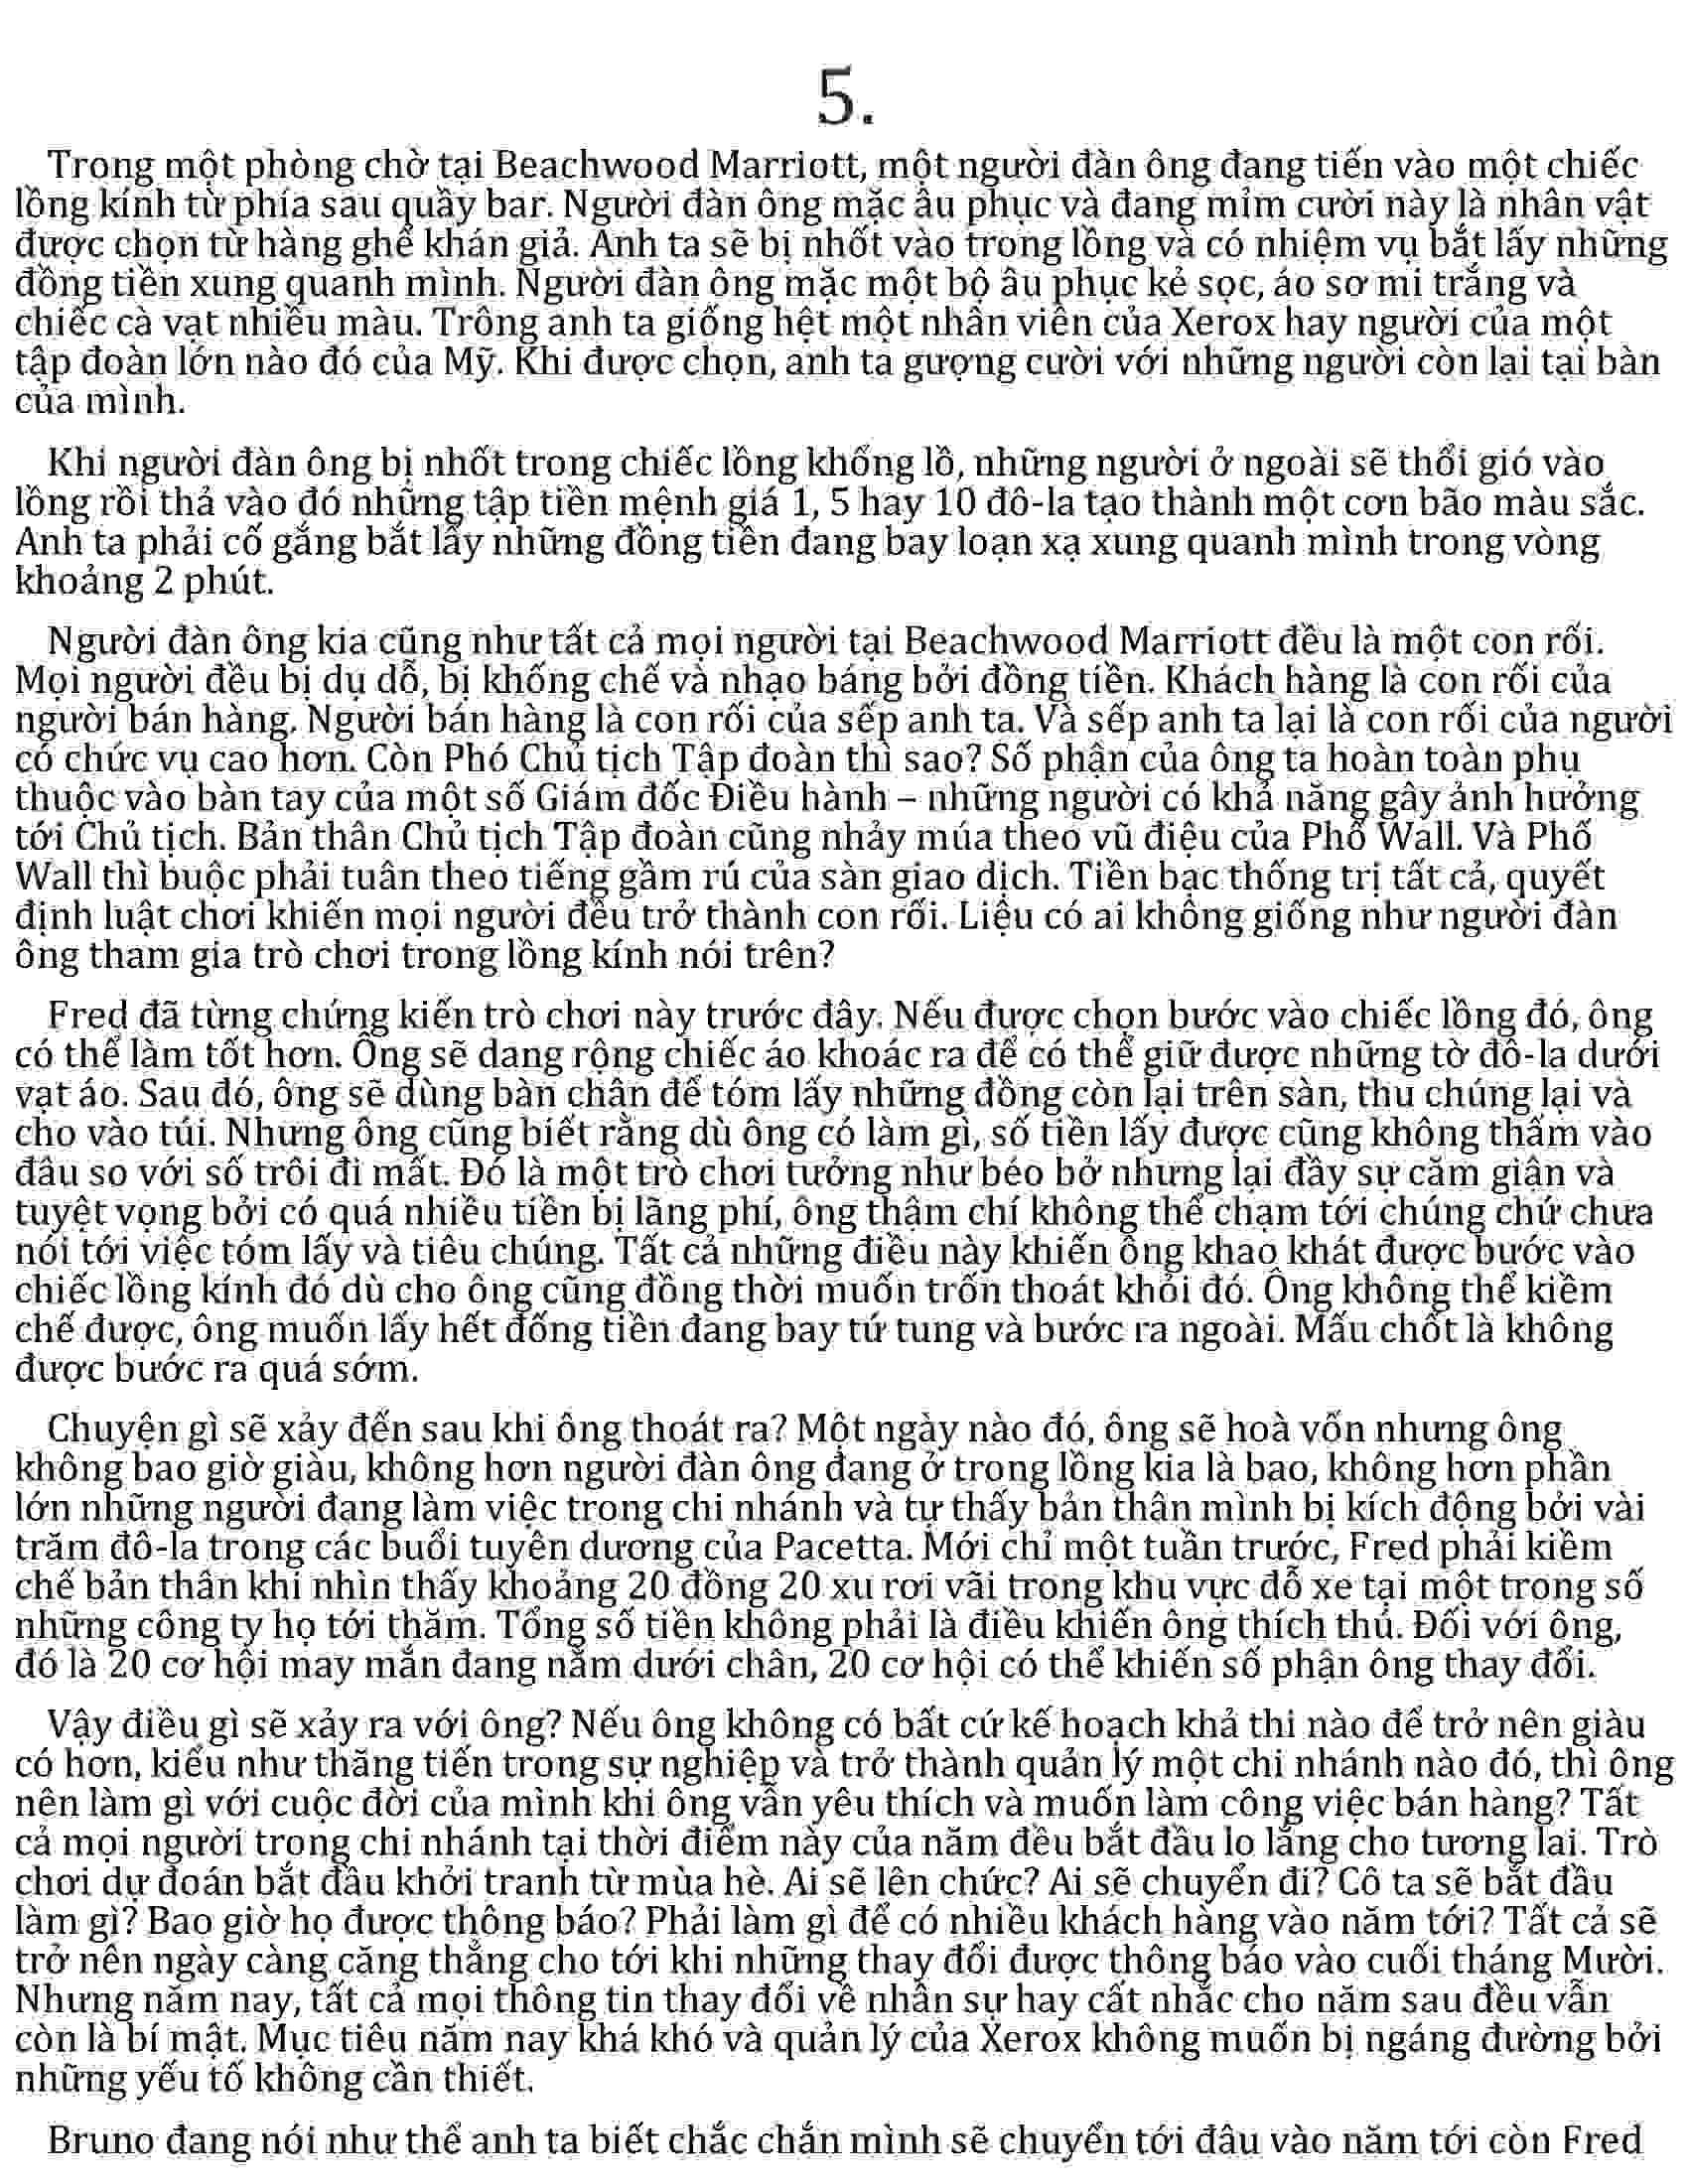 5.
Trong một phòng chờ tại Beachwood Marriott, một người đàn ông đang tiến vào một chiếc
lồng kính từ phía sau quầy bar. Người đàn ông mặc âu phục và đang mỉm cười này là nhân vật
được chọn từ hàng ghế khán giả. Anh ta sẽ bị nhốt vào trong lồng và có nhiệm vụ bắt lấy những
đồng tiền xung quanh mình. Người đàn ông mặc một bộ âu phục kẻ sọc, áo sơ mi trắng và
chiếc cà vạt nhiều màu. Trông anh ta giống hệt một nhân viên của Xerox hay người của một
tập đoàn lớn nào đó của Mỹ. Khi được chọn, anh ta gượng cười với những người còn lại tại bàn
của mình.
Khi người đàn ông bị nhốt trong chiếc lồng khổng lồ, những người ở ngoài sẽ thổi gió vào
lồng rồi thả vào đó những tập tiền mệnh giá 1, 5 hay 10 đô-la tạo thành một cơn bão màu sắc.
Anh ta phải cố gắng bắt lấy những đồng tiền đang bay loạn xạ xung quanh mình trong vòng
khoảng 2 phút.
Người đàn ông kia cũng như tất cả mọi người tại Beachwood Marriott đều là một con rối.
Mọi người đều bị dụ dỗ, bị khống chế và nhạo báng bởi đồng tiền. Khách hàng là con rối của
người bán hàng. Người bán hàng là con rối của sếp anh ta. Và sếp anh ta lại là con rối của người
có chức vụ cao hơn. Còn Phó Chủ tịch Tập đoàn thì sao? Số phận của ông ta hoàn toàn phụ
thuộc vào bàn tay của một số Giám đốc Điều hành – những người có khả năng gây ảnh hưởng
tới Chủ tịch. Bản thân Chủ tịch Tập đoàn cũng nhảy múa theo vũ điệu của Phố Wall. Và Phố
Wall thì buộc phải tuân theo tiếng gầm rú của sàn giao dịch. Tiền bạc thống trị tất cả, quyết
định luật chơi khiến mọi người đều trở thành con rối. Liệu có ai không giống như người đàn
ông tham gia trò chơi trong lồng kính nói trên?
Fred đã từng chứng kiến trò chơi này trước đây. Nếu được chọn bước vào chiếc lồng đó, ông
có thể làm tốt hơn. Ông sẽ dang rộng chiếc áo khoác ra để có thể giữ được những tờ đô-la dưới
vạt áo. Sau đó, ông sẽ dùng bàn chân để tóm lấy những đồng còn lại trên sàn, thu chúng lại và
cho vào túi. Nhưng ông cũng biết rằng dù ông có làm gì, số tiền lấy được cũng không thấm vào
đâu so với số trôi đi mất. Đó là một trò chơi tưởng như béo bở nhưng lại đầy sự căm giận và
tuyệt vọng bởi có quá nhiều tiền bị lãng phí, ông thậm chí không thể chạm tới chúng chứ chưa
nói tới việc tóm lấy và tiêu chúng. Tất cả những điều này khiến ông khao khát được bước vào
chiếc lồng kính đó dù cho ông cũng đồng thời muốn trốn thoát khỏi đó. Ông không thể kiềm
chế được, ông muốn lấy hết đống tiền đang bay tứ tung và bước ra ngoài. Mấu chốt là không
được bước ra quá sớm.
Chuyện gì sẽ xảy đến sau khi ông thoát ra? Một ngày nào đó, ông sẽ hoà vốn nhưng ông
không bao giờ giàu, không hơn người đàn ông đang ở trong lồng kia là bao, không hơn phần
lớn những người đang làm việc trong chi nhánh và tự thấy bản thân mình bị kích động bởi vài
trăm đô-la trong các buổi tuyên dương của Pacetta. Mới chỉ một tuần trước, Fred phải kiềm
chế bản thân khi nhìn thấy khoảng 20 đồng 20 xu rơi vãi trong khu vực đỗ xe tại một trong số
những công ty họ tới thăm. Tổng số tiền không phải là điều khiến ông thích thú. Đối với ông,
đó là 20 cơ hội may mắn đang nằm dưới chân, 20 cơ hội có thể khiến số phận ông thay đổi.
Vậy điều gì sẽ xảy ra với ông? Nếu ông không có bất cứ kế hoạch khả thi nào để trở nên giàu
có hơn, kiểu như thăng tiến trong sự nghiệp và trở thành quản lý một chi nhánh nào đó, thì ông
nên làm gì với cuộc đời của mình khi ông vẫn yêu thích và muốn làm công việc bán hàng? Tất
cả mọi người trong chi nhánh tại thời điểm này của năm đều bắt đầu lo lắng cho tương lai. Trò
chơi dự đoán bắt đầu khởi tranh từ mùa hè. Ai sẽ lên chức? Ai sẽ chuyển đi? Cô ta sẽ bắt đầu
làm gì? Bao giờ họ được thông báo? Phải làm gì để có nhiều khách hàng vào năm tới? Tất cả sẽ
trở nên ngày càng căng thẳng cho tới khi những thay đổi được thông báo vào cuối tháng Mười.
Nhưng năm nay, tất cả mọi thông tin thay đổi về nhân sự hay cất nhắc cho năm sau đều vẫn
còn là bí mật. Mục tiêu năm nay khá khó và quản lý của Xerox không muốn bị ngáng đường bởi
những yếu tố không cần thiết.
Bruno đang nói như thể anh ta biết chắc chắn mình sẽ chuyển tới đâu vào năm tới còn Fred